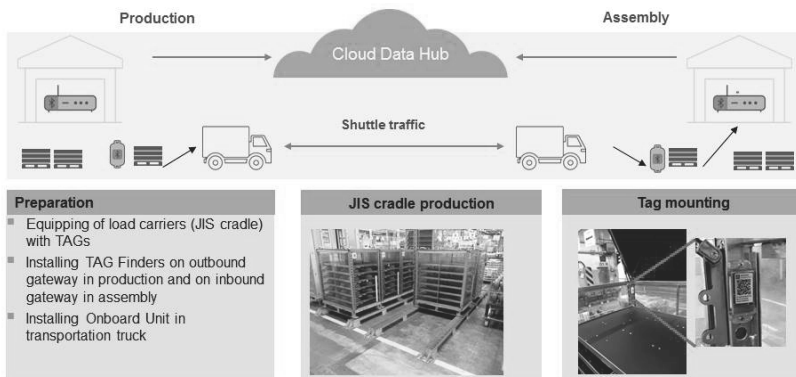 Production
Assembly
Cloud Data Hub
Shuttle traffic
Preparation
Equipping of load carriers (JIS cradle)
with TAGs
Installing TAG Finders on outbound
gateway in production and on inbound
gateway in assembly
Installing Onboard Unit in
transportation truck
JIS cradle production
Tag mounting